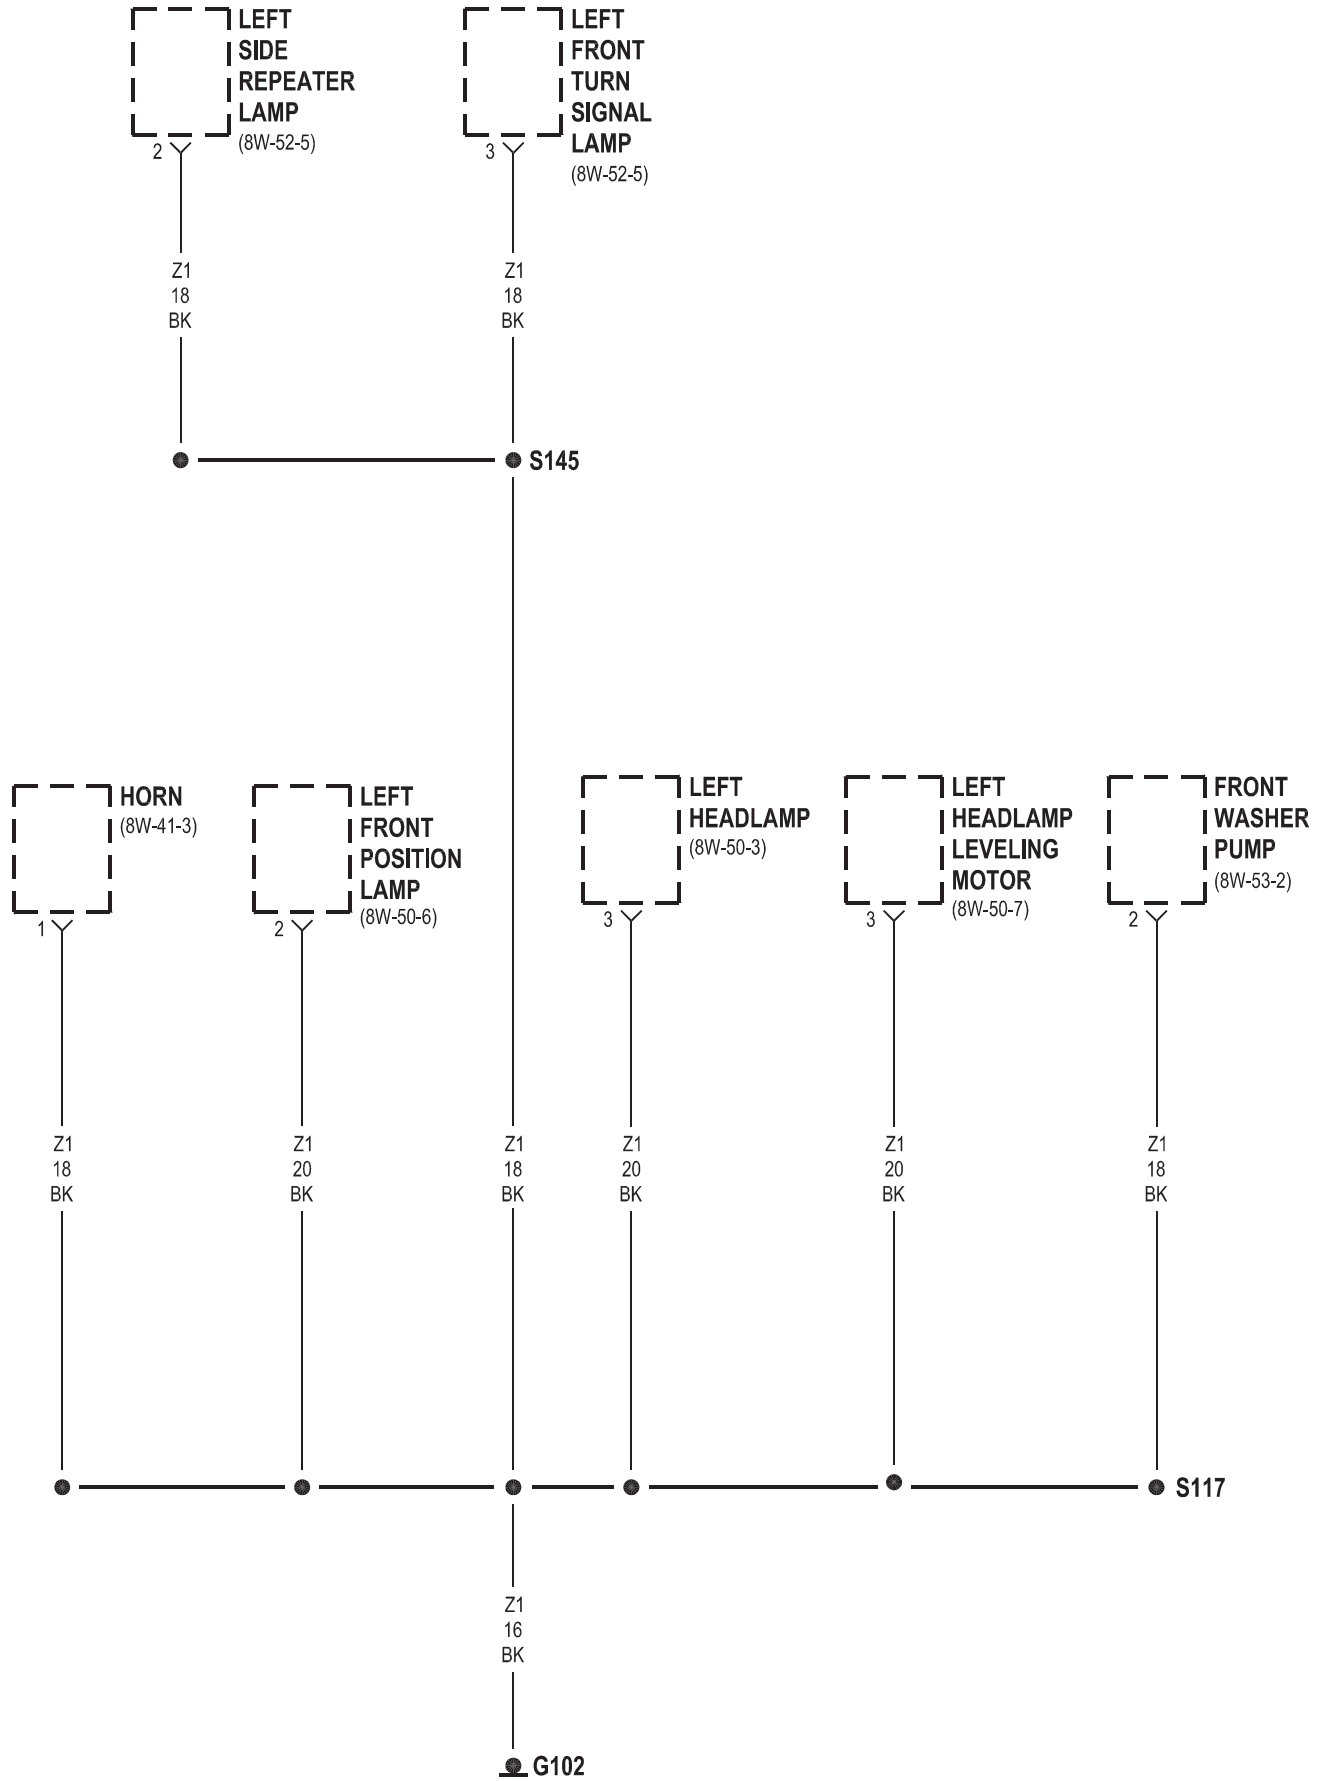 LEFT
SIDE
REPEATER
LAMP
(8W-52-5)
2
LEFT
FRONT
TURN
SIGNAL
LAMP
(8W-52-5)
3
Z1
18
BK
Z1
18
BK
S145
HORN
(8W-41-3)
1
LEFT
FRONT
POSITION
LAMP
(8W-50-6)
2
LEFT
HEADLAMP
(8W-50-3)
3
LEFT
HEADLAMP
LEVELING
MOTOR
(8W-50-7)
3
FRONT
WASHER
PUMP
(8W-53-2)
2
Z1
18
BK
Z1
20
BK
Z1
18
BK
Z1
20
BK
Z1
20
BK
Z1
18
BK
S117
Z1
16
BK
G102